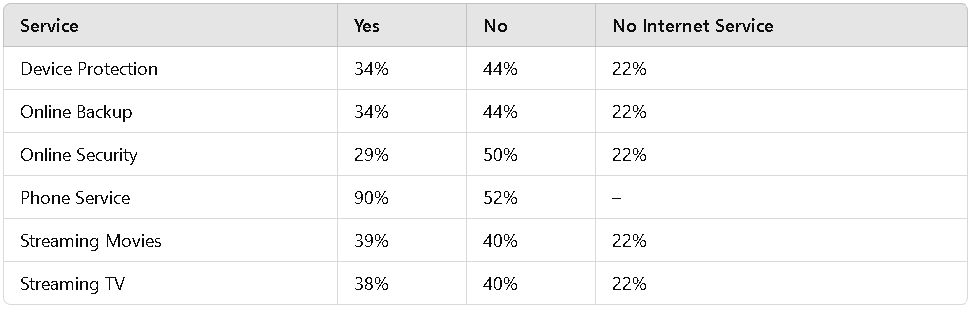 Service Yes No No Internet Service
Device Protection 34% 44% 22%
Online Backup 34% 44% 22%
Online Security 29% 50% 22%
Phone Service 90% 52% –
Streaming Movies 39% 40% 22%
Streaming TV 38% 40% 22%